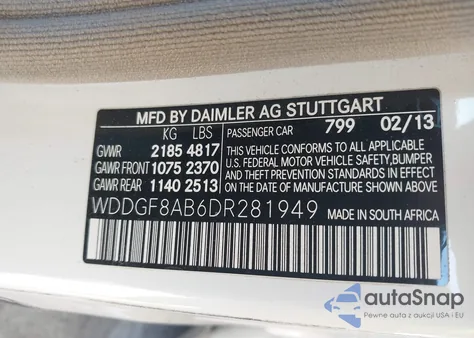 MFD BY DAIMLER AG STUTTGART
KG LBS PASSENGER CAR 799 02/13
GVWR 2185 4817 THIS VEHICLE CONFORMS TO ALL APPLICABLE
GAWR FRONT 1075 2370 U.S. FEDERAL MOTOR VEHICLE SAFETY, BUMPER
GAWR REAR 1140 2513 AND THEFT PREVENTION STANDARDS IN EFFECT
ON THE DATE OF MANUFACTURE SHOWN ABOVE.
WDDGF8AB6DR281949 MADE IN SOUTH AFRICA
autoSnap
Pewne auta z aukcji USA i EU